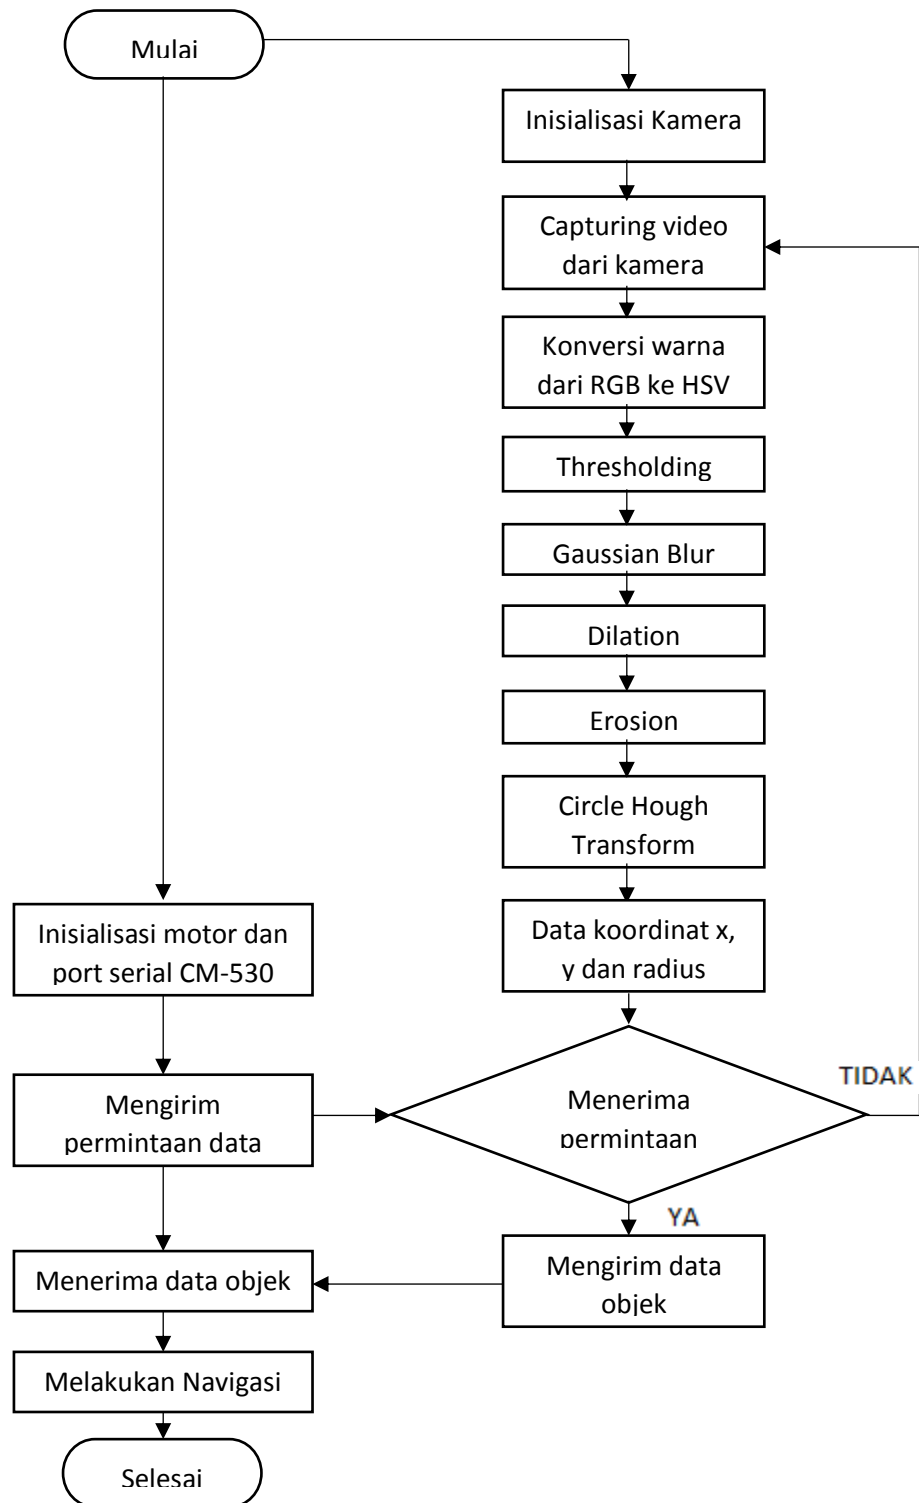 Mulai
Inisialisasi Kamera
Capturing video
dari kamera
Konversi warna
dari RGB ke HSV
Thresholding
Gaussian Blur
Dilation
Erosion
Circle Hough
Transform
Inisialisasi motor dan
port serial CM-530
Data koordinat x,
y dan radius
Mengirim
permintaan data
Menerima
permintaan
TIDAK
YA
Menerima data objek
Mengirim data
objek
Melakukan Navigasi
Selesai